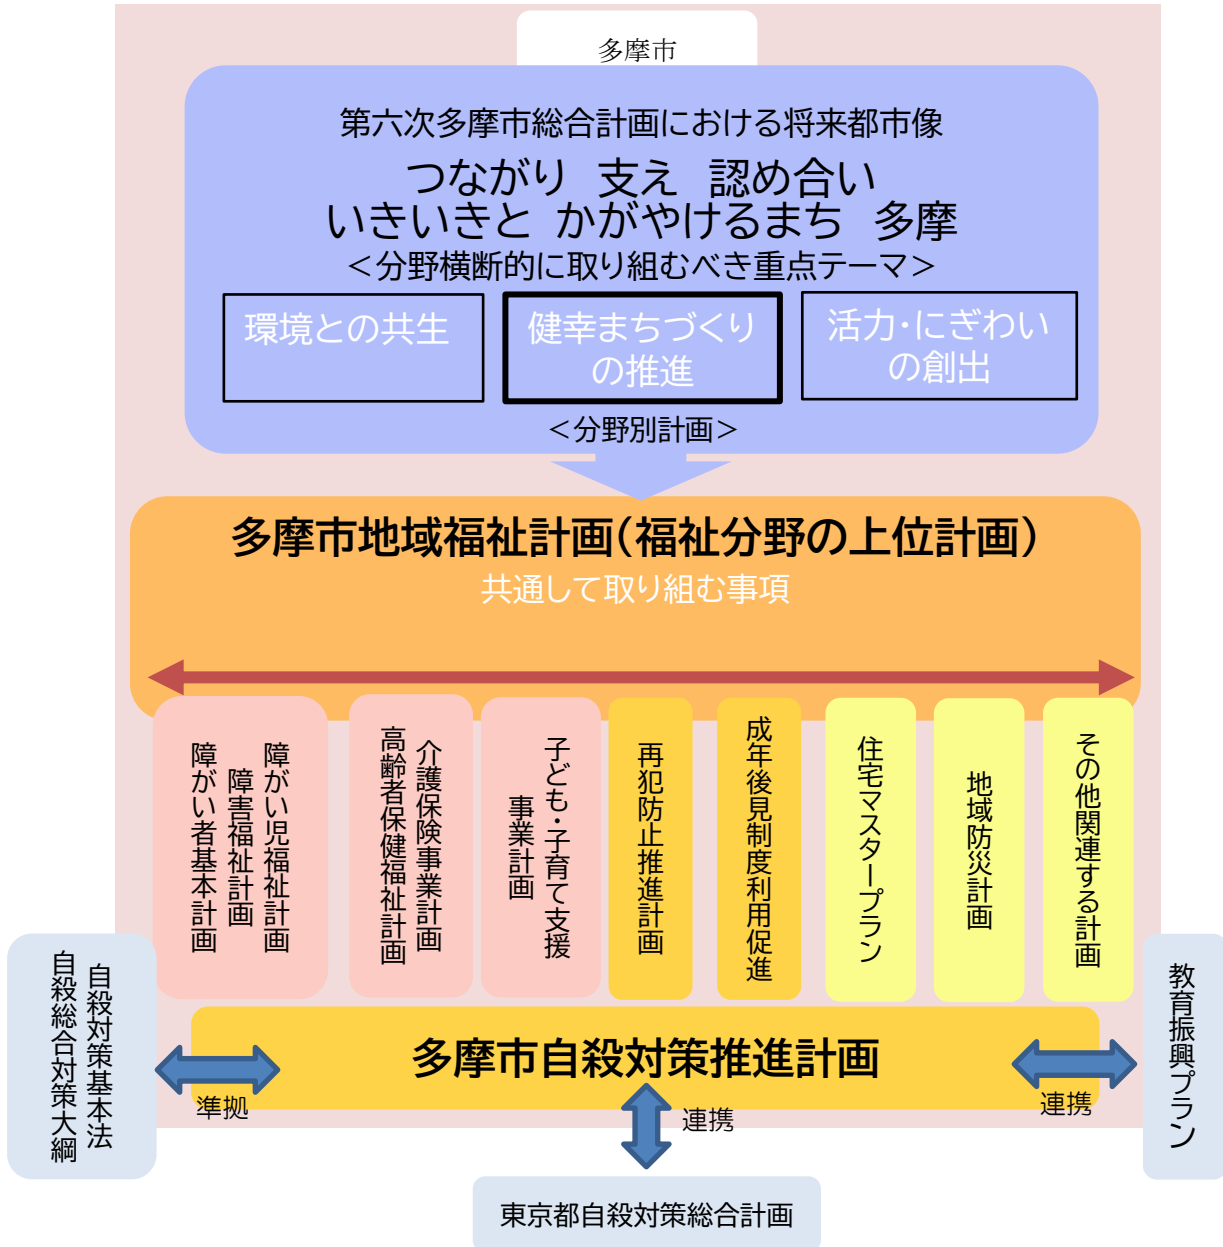 多摩市
第六次多摩市総合計画における将来都市像
つながり　支え　認め合い
いきいきと　かがやけるまち　多摩
＜分野横断的に取り組むべき重点テーマ＞
環境との共生
健幸まちづくり
の推進
活力・にぎわい
の創出
＜分野別計画＞
多摩市地域福祉計画（福祉分野の上位計画）
共通して取り組む事項
障がい児福祉計画
障害福祉計画
障がい者基本計画
介護保険事業計画
高齢者保健福祉計画
子ども・子育て支援
事業計画
再犯防止推進計画
成年後見制度利用促進
住宅マスタープラン
地域防災計画
その他関連する計画
自殺対策基本法
自殺総合対策大綱
準拠
多摩市自殺対策推進計画
連携
連携
教育振興プラン
東京都自殺対策総合計画